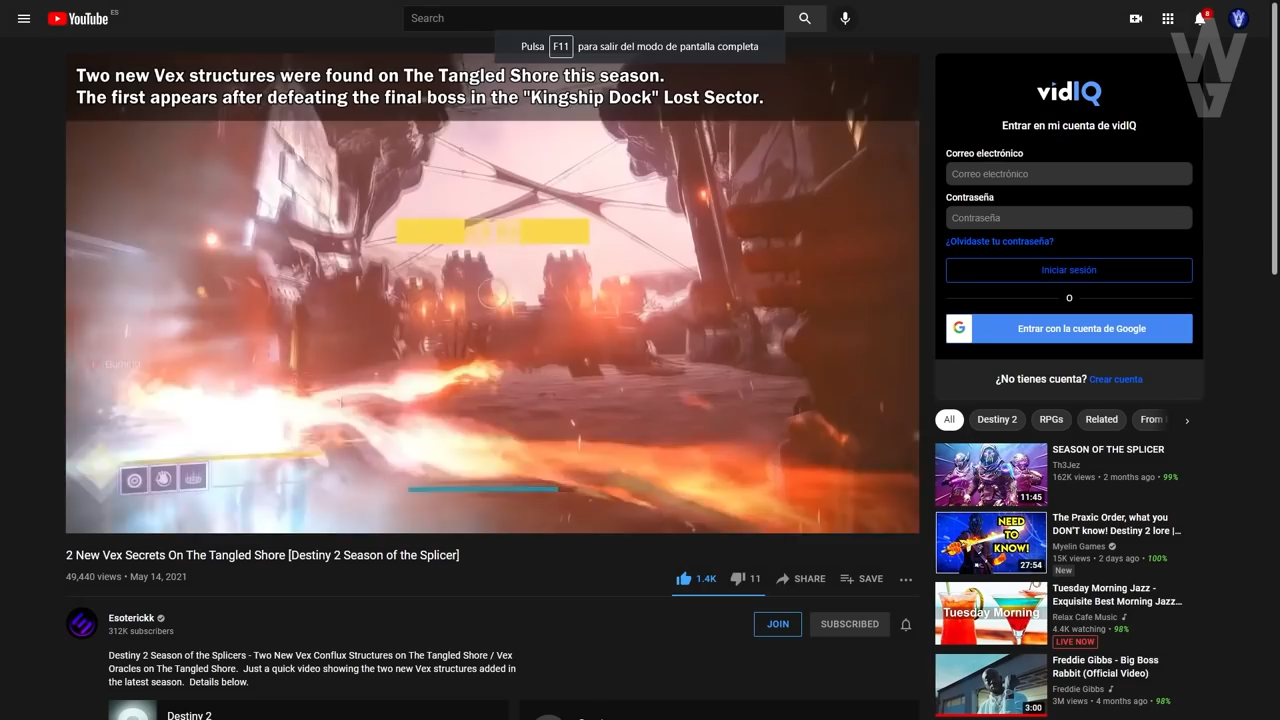 YouTube ES
Search
8
Pulsa F11 para salir del modo de pantalla completa
Two new Vex structures were found on The Tangled Shore this season.
The first appears after defeating the final boss in the "Kingship Dock" Lost Sector.
Burning
2 New Vex Secrets On The Tangled Shore [Destiny 2 Season of the Splicer]
49,440 views • May 14, 2021
1.4K 11 SHARE SAVE
Esoterickk
312K subscribers
JOIN SUBSCRIBED
Destiny 2 Season of the Splicers - Two New Vex Conflux Structures on The Tangled Shore / Vex
Oracles on The Tangled Shore. Just a quick video showing the two new Vex structures added in
the latest season. Details below.
Destiny 2
vidIQ
Entrar en mi cuenta de vidIQ
Correo electrónico
Correo electrónico
Contraseña
Contraseña
¿Olvidaste tu contraseña?
Iniciar sesión
O
G Entrar con la cuenta de Google
¿No tienes cuenta? Crear cuenta
All Destiny 2 RPGs Related From
SEASON OF THE SPLICER
Th3Jez
162K views • 2 months ago • 99%
11:45
The Praxic Order, what you
DON'T know! Destiny 2 lore |...
Myelin Games
15K views • 2 days ago • 100%
New
NEED
TO
KNOW!
27:54
Tuesday Morning Jazz -
Exquisite Best Morning Jazz...
Relax Cafe Music
4.4K watching • 98%
LIVE NOW
Tuesday Morning
Freddie Gibbs - Big Boss
Rabbit (Official Video)
Freddie Gibbs
3M views • 4 months ago • 98%
3:00